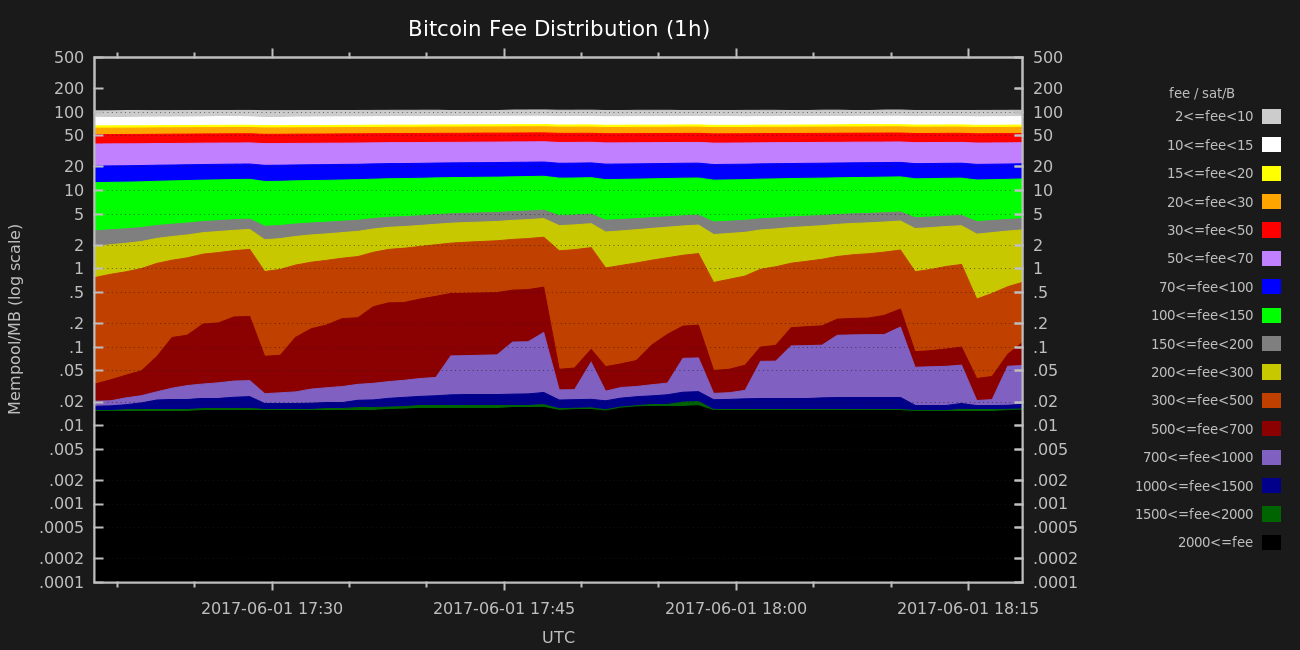 Bitcoin Fee Distribution (1h)
Mempool/MB (log scale)
500
200
100
50
20
10
5
2
1
.5
.2
.1
.05
.02
.01
.005
.002
.001
.0005
.0002
.0001
500
200
100
50
20
10
5
2
1
.5
.2
.1
.05
.02
.01
.005
.002
.001
.0005
.0002
.0001
2017-06-01 17:30
2017-06-01 17:45
2017-06-01 18:00
2017-06-01 18:15
UTC
fee / sat/B
2<=fee<10
10<=fee<15
15<=fee<20
20<=fee<30
30<=fee<50
50<=fee<70
70<=fee<100
100<=fee<150
150<=fee<200
200<=fee<300
300<=fee<500
500<=fee<700
700<=fee<1000
1000<=fee<1500
1500<=fee<2000
2000<=fee